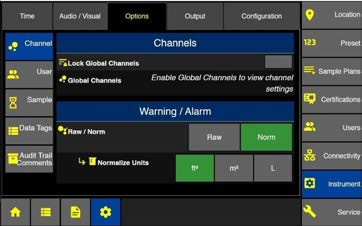 Time
Audio / Visual
Options
Output
Configuration
Channel
User
Sample
Data Tags
Audit Trail
Comments
Channels
Lock Global Channels
Global Channels
Enable Global Channels to view channel
settings
Warning / Alarm
Raw / Norm
Raw
Norm
Normalize Units
ft³
m³
L
Location
123
Preset
Sample Plans
Certifications
Users
Connectivity
Instrument
Service